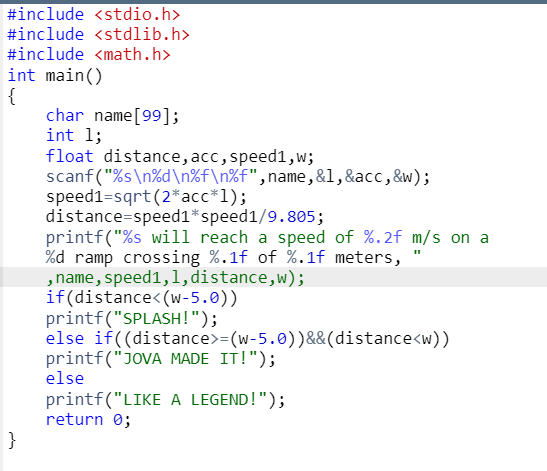 #include <stdio.h>
#include <stdlib.h>
#include <math.h>
int main()
{
char name[99];
int l;
float distance,acc,speed1,w;
scanf("%s\n%d\n%f\n%f",name,&l,&acc,&w);
speed1=sqrt(2*acc*l);
distance=speed1*speed1/9.805;
printf("%s will reach a speed of %.2f m/s on a
%d ramp crossing %.1f of %.1f meters, "
,name,speed1,l,distance,w);
if(distance<(w-5.0))
printf("SPLASH!");
else if((distance>=(w-5.0))&&(distance<w))
printf("JOVA MADE IT!");
else
printf("LIKE A LEGEND!");
return 0;
}